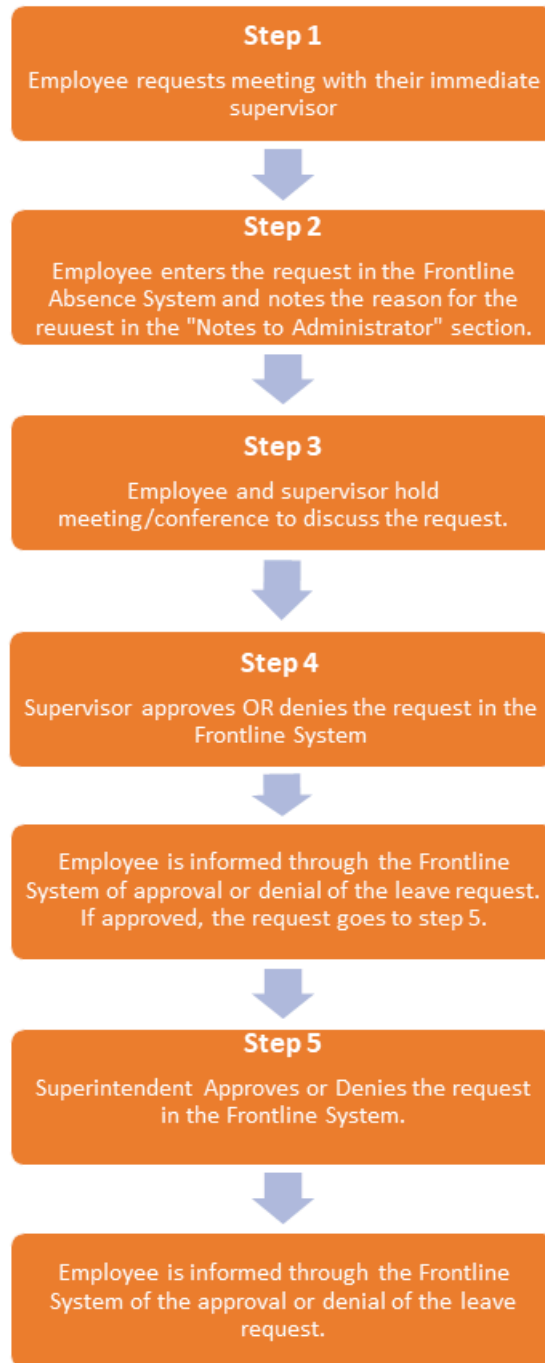 Step 1
Employee requests meeting with their immediate
supervisor
Step 2
Employee enters the request in the Frontline
Absence System and notes the reason for the
reuuest in the "Notes to Administrator" section.
Step 3
Employee and supervisor hold
meeting/conference to discuss the request.
Step 4
Supervisor approves OR denies the request in the
Frontline System
Employee is informed through the Frontline
System of approval or denial of the leave request.
If approved, the request goes to step 5.
Step 5
Superintendent Approves or Denies the request
in the Frontline System.
Employee is informed through the Frontline
System of the approval or denial of the leave
request.